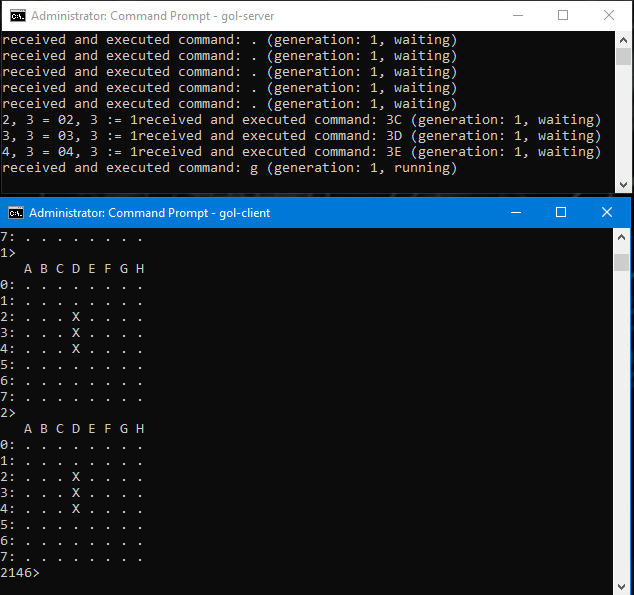 Administrator: Command Prompt - gol-server
received and executed command: . (generation: 1, waiting)
received and executed command: . (generation: 1, waiting)
received and executed command: . (generation: 1, waiting)
received and executed command: . (generation: 1, waiting)
received and executed command: . (generation: 1, waiting)
2, 3 = 02, 3 := 1received and executed command: 3C (generation: 1, waiting)
3, 3 = 03, 3 := 1received and executed command: 3D (generation: 1, waiting)
4, 3 = 04, 3 := 1received and executed command: 3E (generation: 1, waiting)
received and executed command: g (generation: 1, running)
Administrator: Command Prompt - gol-client
7: . . . . . . . .
1>
   A B C D E F G H
0: . . . . . . . .
1: . . . . . . . .
2: . . . X . . . .
3: . . . X . . . .
4: . . . X . . . .
5: . . . . . . . .
6: . . . . . . . .
7: . . . . . . . .
2>
   A B C D E F G H
0: . . . . . . . .
1: . . . . . . . .
2: . . . X . . . .
3: . . . X . . . .
4: . . . X . . . .
5: . . . . . . . .
6: . . . . . . . .
7: . . . . . . . .
2146>